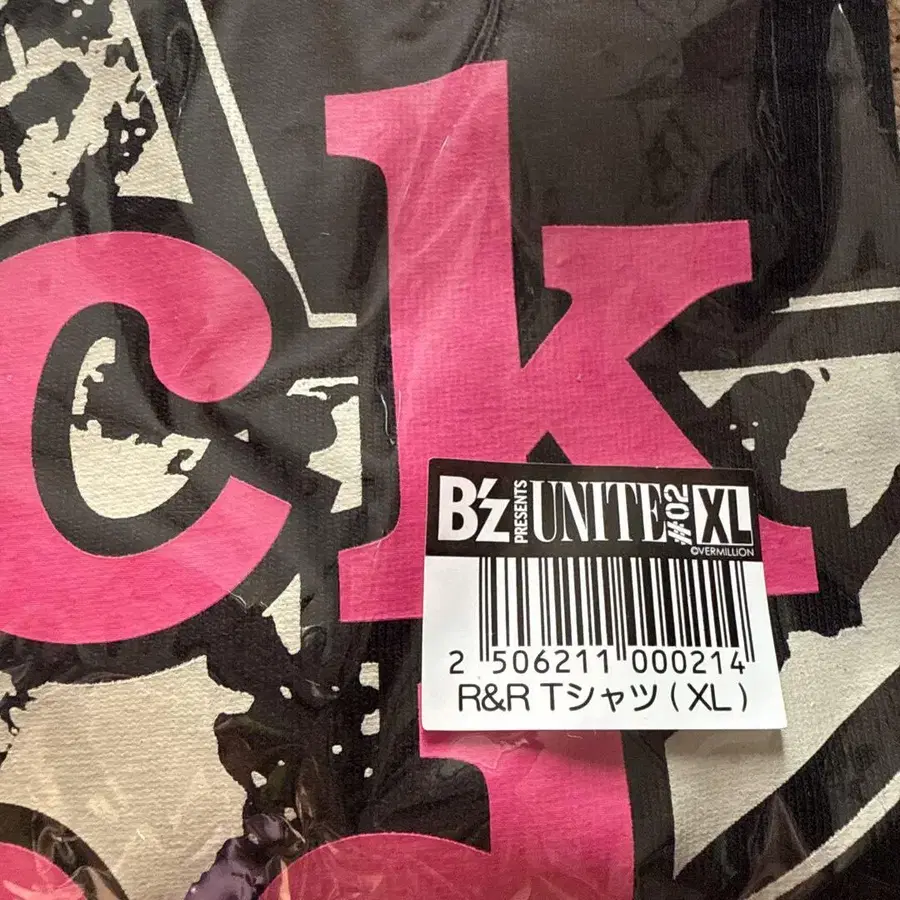 ck
B'z PRESENTS UNITE #02 XL
©VERMILLION
2 506211 000214
R&R Tシャツ(XL)